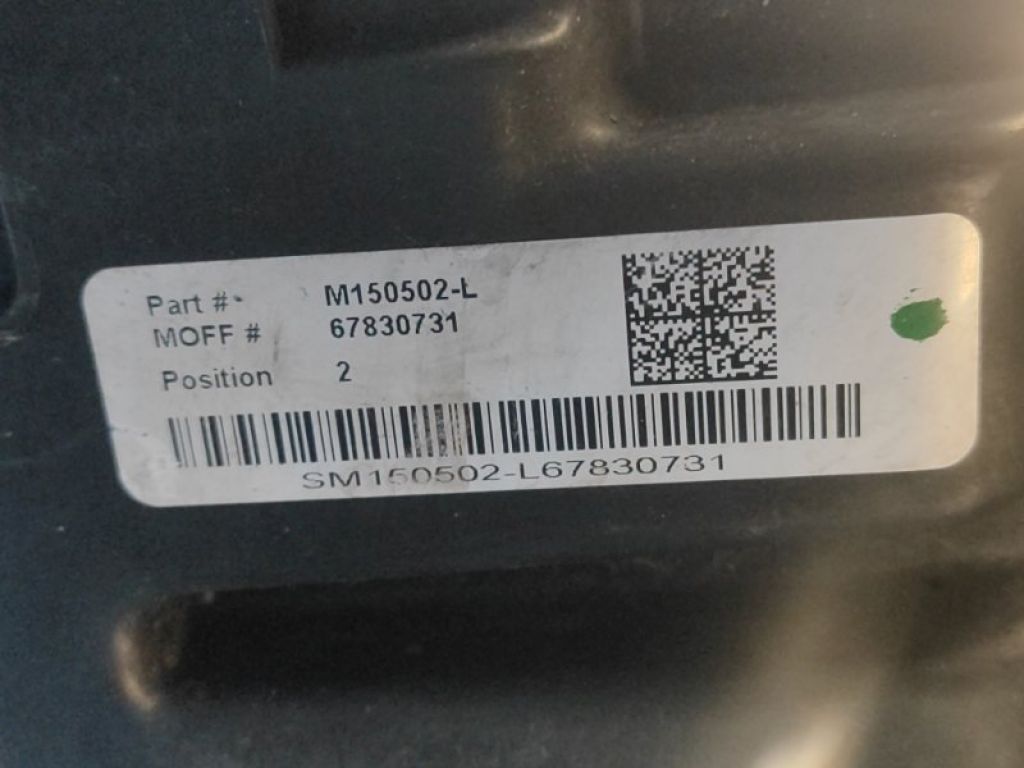 Part # M150502-L
MOFF # 67830731
Position 2
SM150502-L67830731